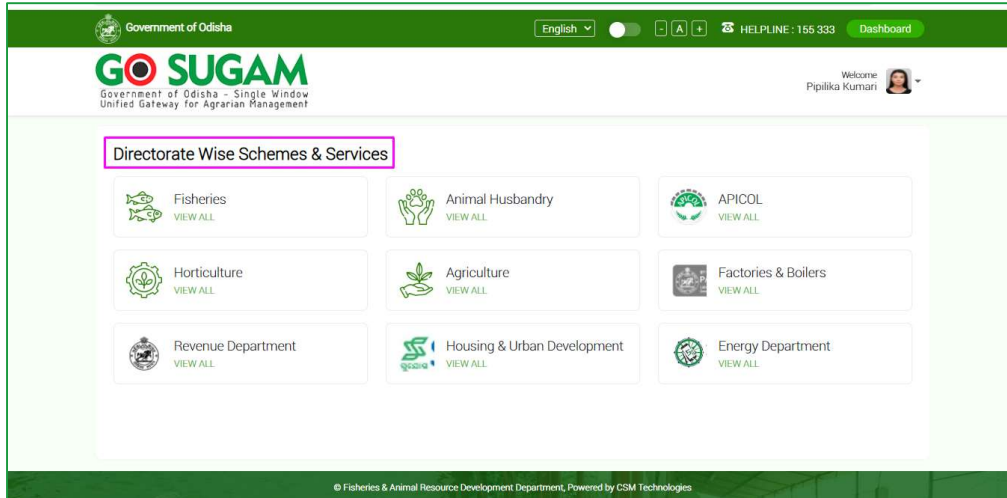 Government of Odisha
English
- A +
HELPLINE : 155 333
Dashboard
GO SUGAM
Government of Odisha - Single Window
Unified Gateway for Agrarian Management
Welcome
Pipilika Kumari
Directorate Wise Schemes & Services
Fisheries
VIEW ALL
Animal Husbandry
VIEW ALL
APICOL
APICOL
VIEW ALL
Horticulture
VIEW ALL
Agriculture
VIEW ALL
Factories & Boilers
VIEW ALL
Revenue Department
VIEW ALL
Housing & Urban Development
VIEW ALL
Energy Department
VIEW ALL
© Fisheries & Animal Resource Development Department, Powered by CSM Technologies